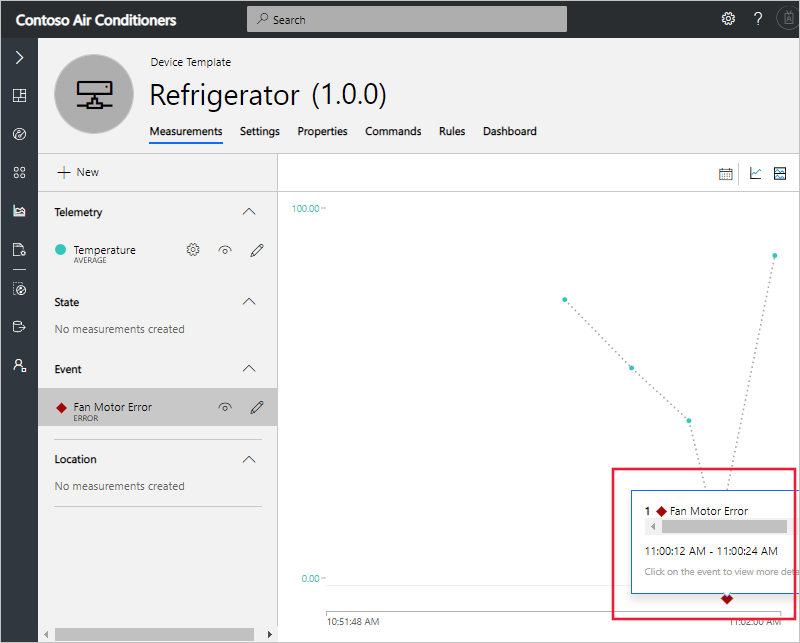 Contoso Air Conditioners
Search
?
Device Template
Refrigerator (1.0.0)
Measurements Settings Properties Commands Rules Dashboard
New
Telemetry
Temperature
AVERAGE
State
No measurements created
Event
Fan Motor Error
ERROR
Location
No measurements created
100.00
0.00
1 Fan Motor Error
11:00:12 AM - 11:00:24 AM
Click on the event to view more deta
10:51:48 AM 11:02:00 AM